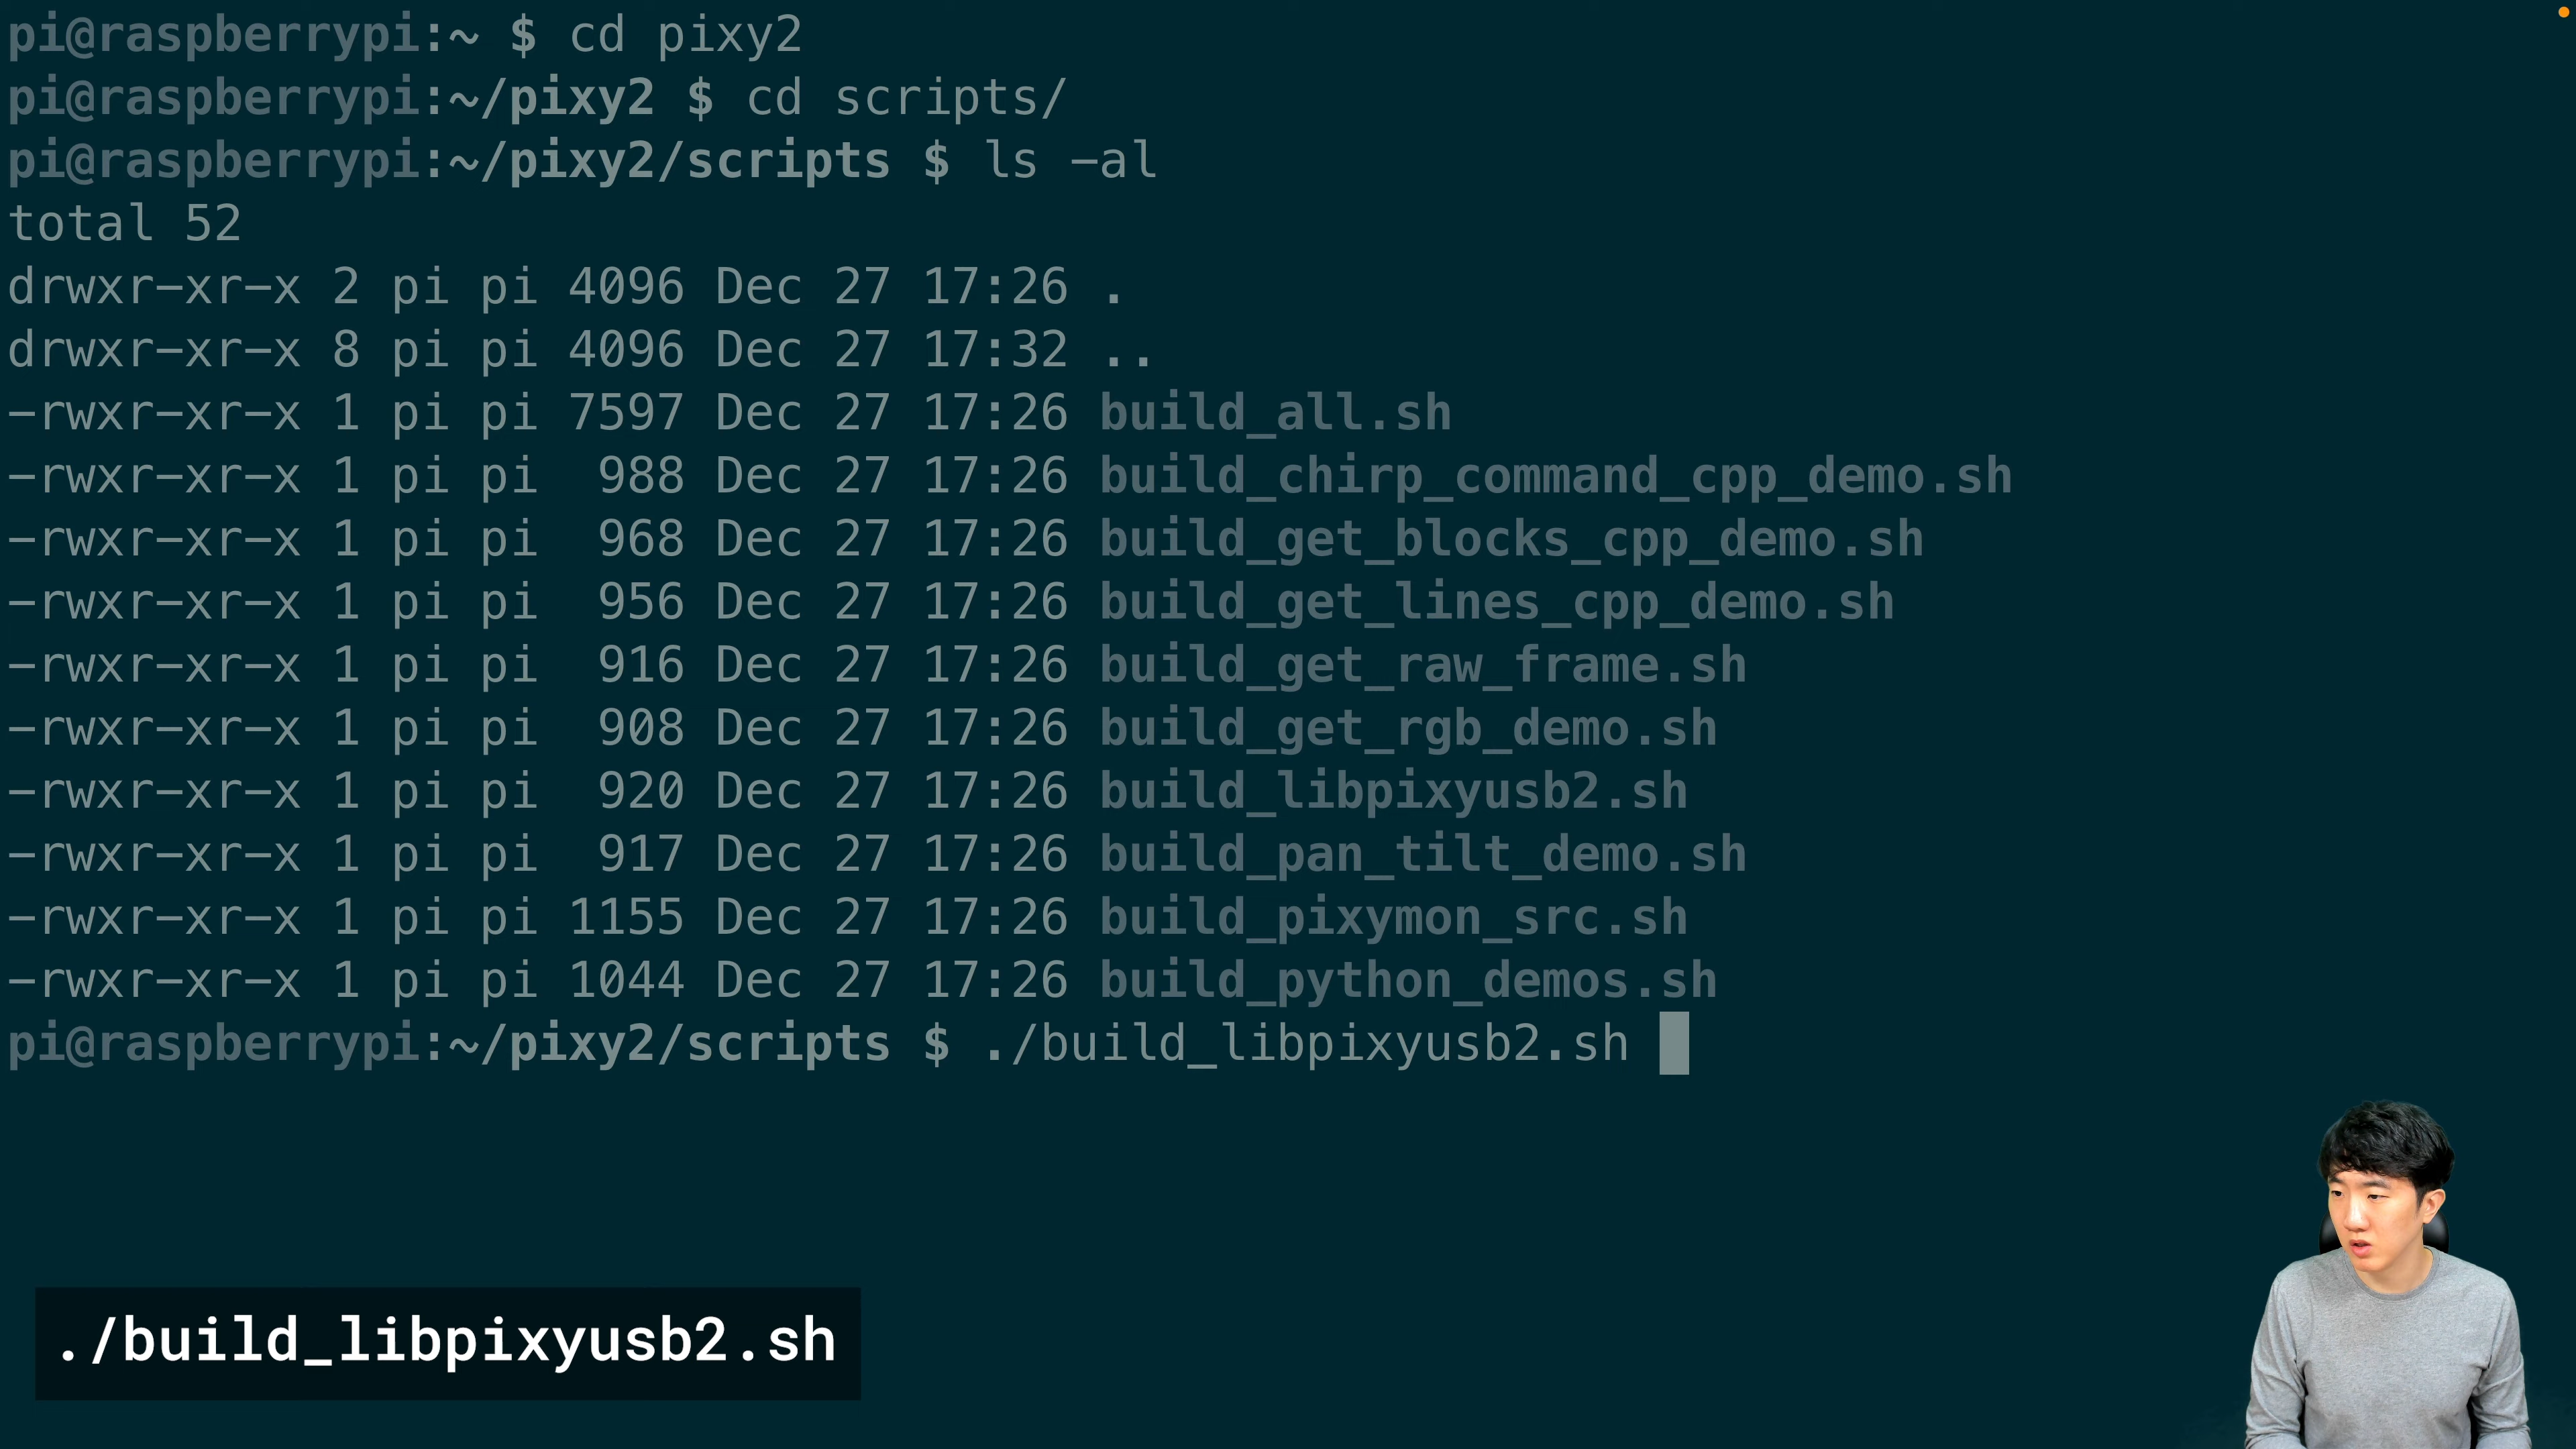 pi@raspberrypi:~ $ cd pixy2
pi@raspberrypi:~/pixy2 $ cd scripts/
pi@raspberrypi:~/pixy2/scripts $ ls -al
total 52
drwxr-xr-x 2 pi pi 4096 Dec 27 17:26 .
drwxr-xr-x 8 pi pi 4096 Dec 27 17:32 ..
-rwxr-xr-x 1 pi pi 7597 Dec 27 17:26 build_all.sh
-rwxr-xr-x 1 pi pi  988 Dec 27 17:26 build_chirp_command_cpp_demo.sh
-rwxr-xr-x 1 pi pi  968 Dec 27 17:26 build_get_blocks_cpp_demo.sh
-rwxr-xr-x 1 pi pi  956 Dec 27 17:26 build_get_lines_cpp_demo.sh
-rwxr-xr-x 1 pi pi  916 Dec 27 17:26 build_get_raw_frame.sh
-rwxr-xr-x 1 pi pi  908 Dec 27 17:26 build_get_rgb_demo.sh
-rwxr-xr-x 1 pi pi  920 Dec 27 17:26 build_libpixyusb2.sh
-rwxr-xr-x 1 pi pi  917 Dec 27 17:26 build_pan_tilt_demo.sh
-rwxr-xr-x 1 pi pi 1155 Dec 27 17:26 build_pixymon_src.sh
-rwxr-xr-x 1 pi pi 1044 Dec 27 17:26 build_python_demos.sh
pi@raspberrypi:~/pixy2/scripts $ ./build_libpixyusb2.sh
./build_libpixyusb2.sh